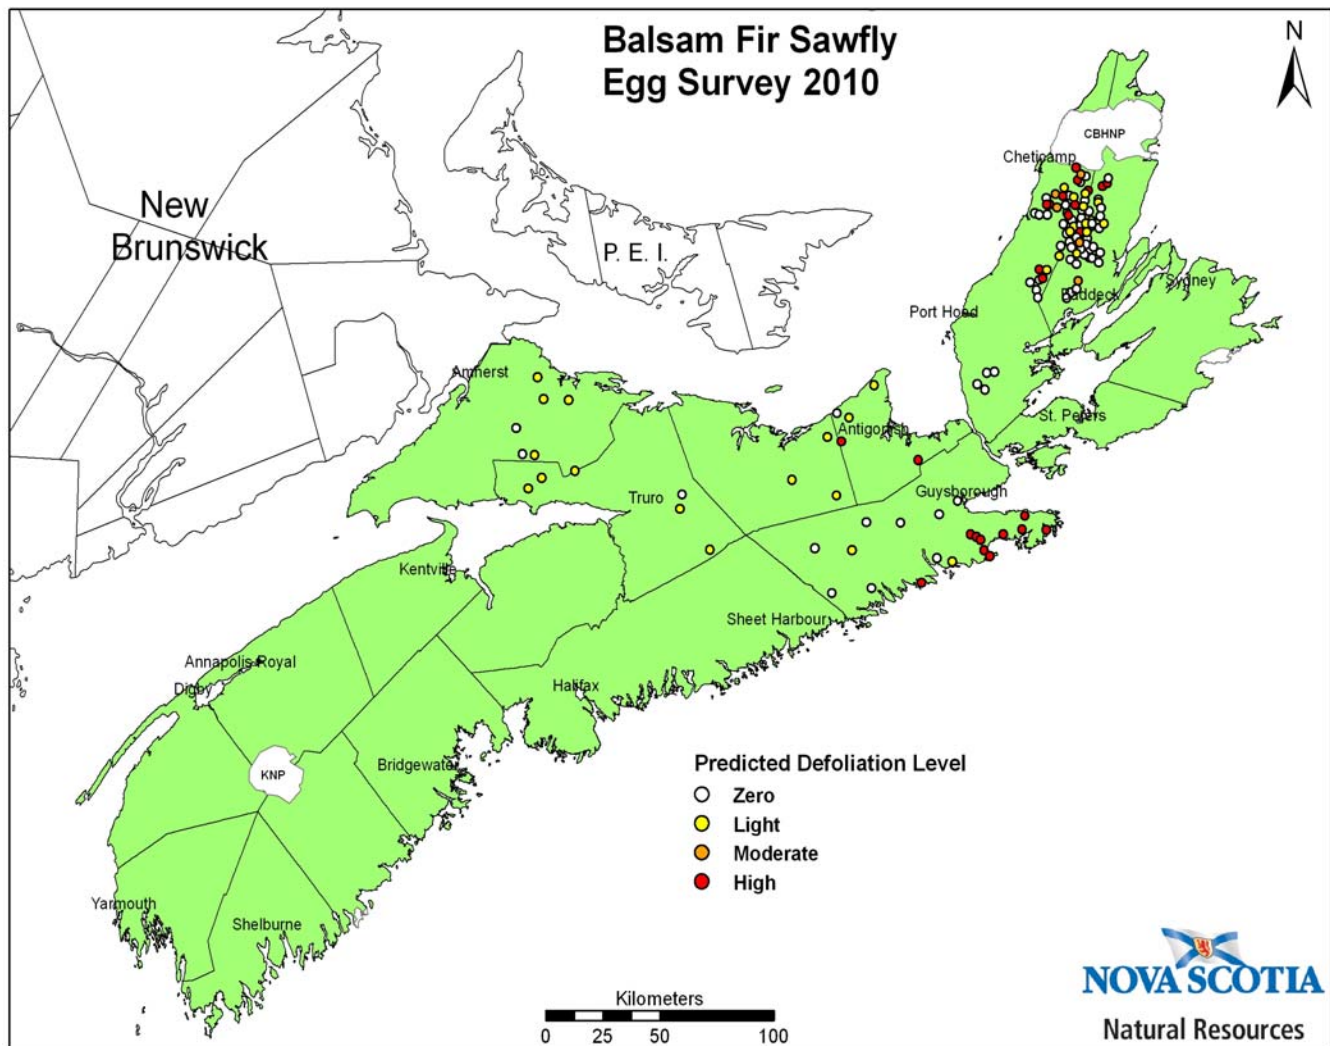 Balsam Fir Sawfly
Egg Survey 2010
N
CBHNP
Cheticamp
New
Brunswick
P. E. I.
Sydney
Baddeck
Port Hood
Amherst
St. Peters
Antigonish
Guysborough
Truro
Kentville
Sheet Harbour
Annapolis Royal
Digby
Halifax
KNP
Bridgewater
Yarmouth
Shelburne
Predicted Defoliation Level
Zero
Light
Moderate
High
Kilometers
0 25 50 100
NOVA SCOTIA
Natural Resources